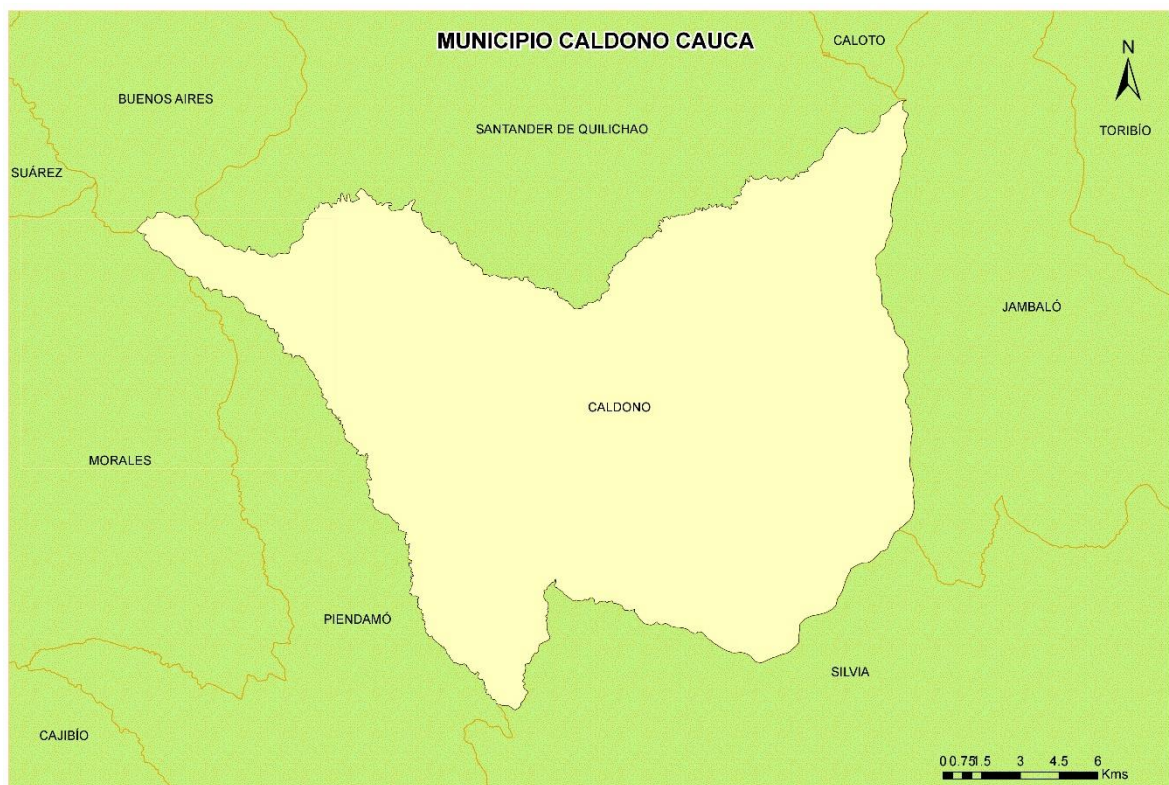 MUNICIPIO CALDONO CAUCA
CALOTO
N
BUENOS AIRES
SANTANDER DE QUILICHAO
TORIBÍO
SUÁREZ
JAMBALÓ
CALDONO
MORALES
PIENDAMÓ
SILVIA
CAJIBÍO
0 0.75 1.5 3 4.5 6
Kms